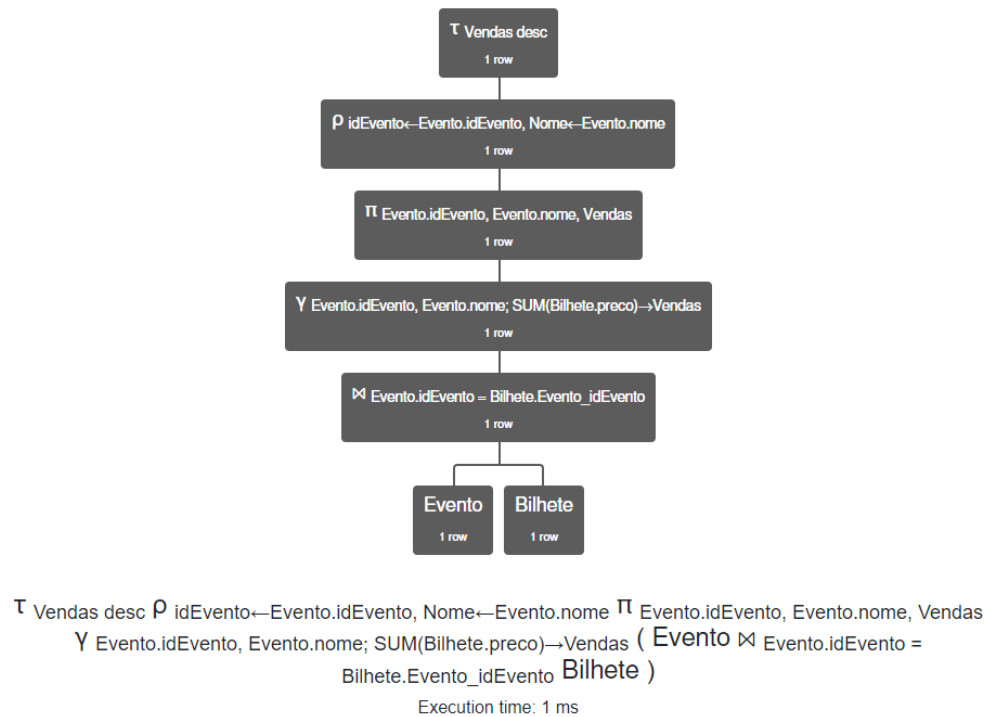 τ Vendas desc
1 row
ρ idEvento←Evento.idEvento, Nome←Evento.nome
1 row
π Evento.idEvento, Evento.nome, Vendas
1 row
γ Evento.idEvento, Evento.nome; SUM(Bilhete.preco)→Vendas
1 row
⋈ Evento.idEvento = Bilhete.Evento_idEvento
1 row
Evento Bilhete
1 row 1 row
τ Vendas desc ρ idEvento←Evento.idEvento, Nome←Evento.nome π Evento.idEvento, Evento.nome, Vendas
γ Evento.idEvento, Evento.nome; SUM(Bilhete.preco)→Vendas ( Evento ⋈ Evento.idEvento =
Bilhete.Evento_idEvento Bilhete )
Execution time: 1 ms